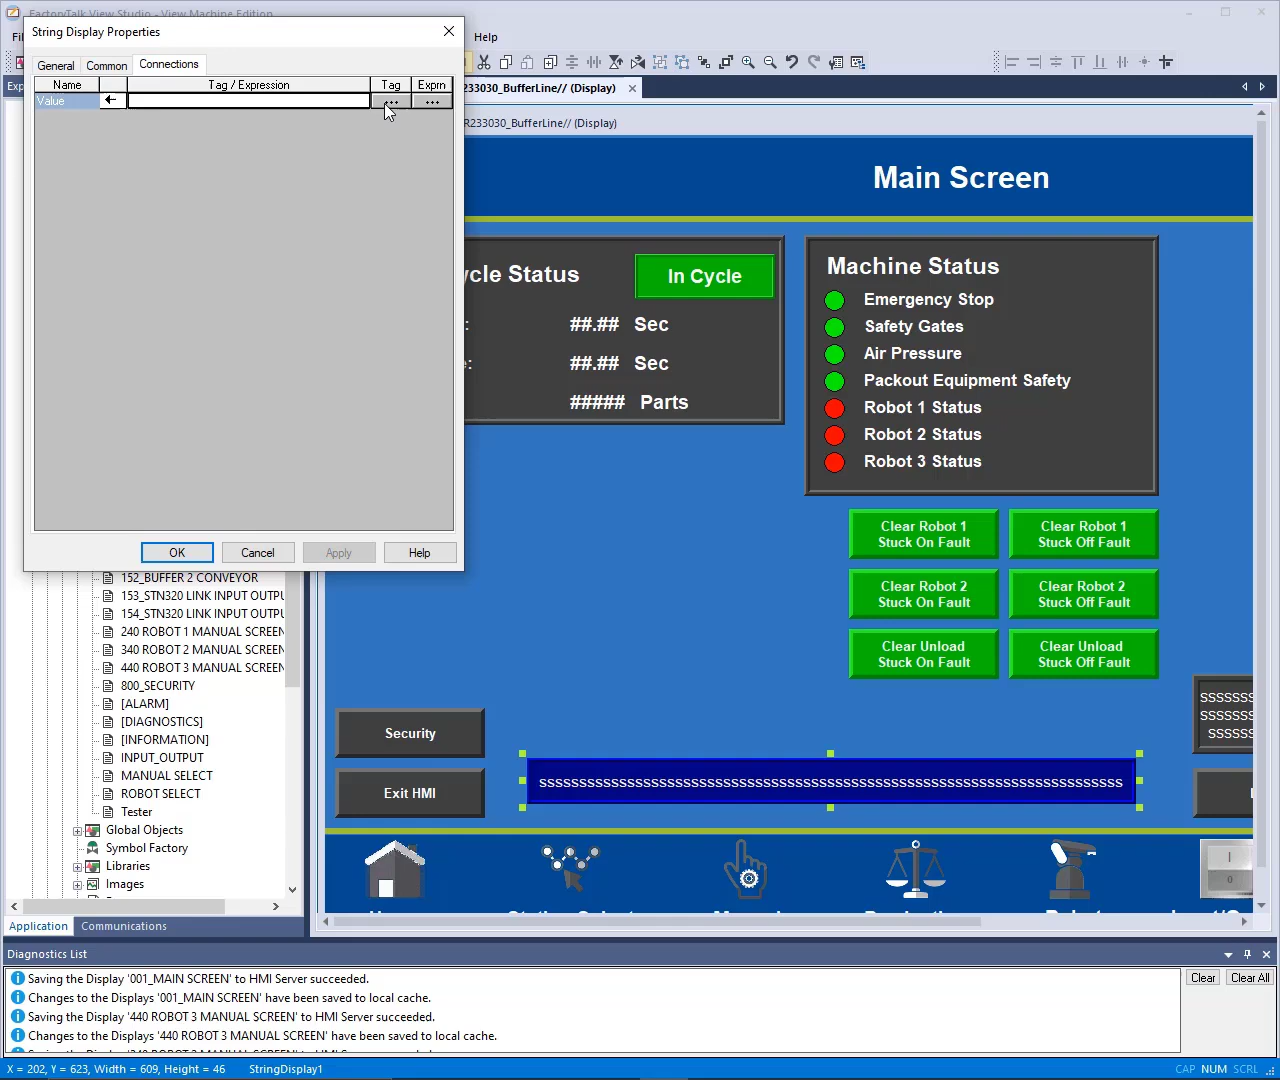 FactoryTalk View Studio - View Machine Edition
String Display Properties
Help
General
Common
Connections
Name
Tag / Expression
Tag
Exprn
Value
...
...
OK
Cancel
Apply
Help
233030_BufferLine// (Display)
R233030_BufferLine// (Display)
Main Screen
ycle Status
In Cycle
:
##.## Sec
e:
##.## Sec
##### Parts
Machine Status
Emergency Stop
Safety Gates
Air Pressure
Packout Equipment Safety
Robot 1 Status
Robot 2 Status
Robot 3 Status
Clear Robot 1
Stuck On Fault
Clear Robot 1
Stuck Off Fault
Clear Robot 2
Stuck On Fault
Clear Robot 2
Stuck Off Fault
Clear Unload
Stuck On Fault
Clear Unload
Stuck Off Fault
Security
Exit HMI
152_BUFFER 2 CONVEYOR
153_STN320 LINK INPUT OUTPU
154_STN320 LINK INPUT OUTPU
240 ROBOT 1 MANUAL SCREEN
340 ROBOT 2 MANUAL SCREEN
440 ROBOT 3 MANUAL SCREEN
800_SECURITY
[ALARM]
[DIAGNOSTICS]
[INFORMATION]
INPUT_OUTPUT
MANUAL SELECT
ROBOT SELECT
Tester
Global Objects
Symbol Factory
Libraries
Images
Application
Communications
Diagnostics List
Saving the Display '001_MAIN SCREEN' to HMI Server succeeded.
Changes to the Displays '001_MAIN SCREEN' have been saved to local cache.
Saving the Display '440 ROBOT 3 MANUAL SCREEN' to HMI Server succeeded.
Changes to the Displays '440 ROBOT 3 MANUAL SCREEN' have been saved to local cache.
Clear
Clear All
X = 202, Y = 623, Width = 609, Height = 46
StringDisplay1
CAP NUM SCRL